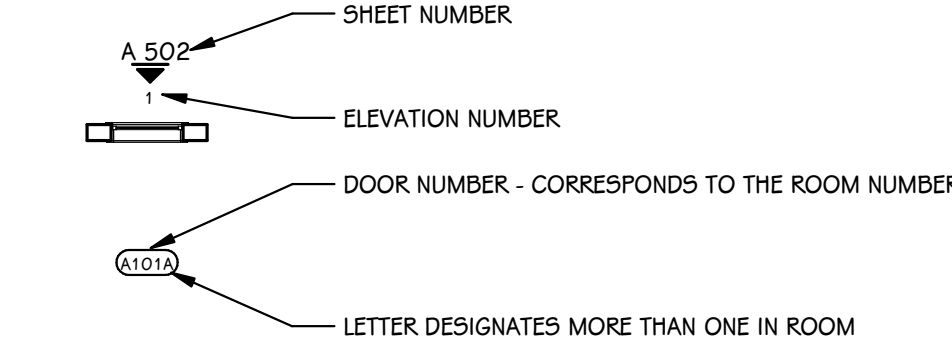 SHEET NUMBER
A 502
1
ELEVATION NUMBER
DOOR NUMBER - CORRESPONDS TO THE ROOM NUMBER
A101A
LETTER DESIGNATES MORE THAN ONE IN ROOM